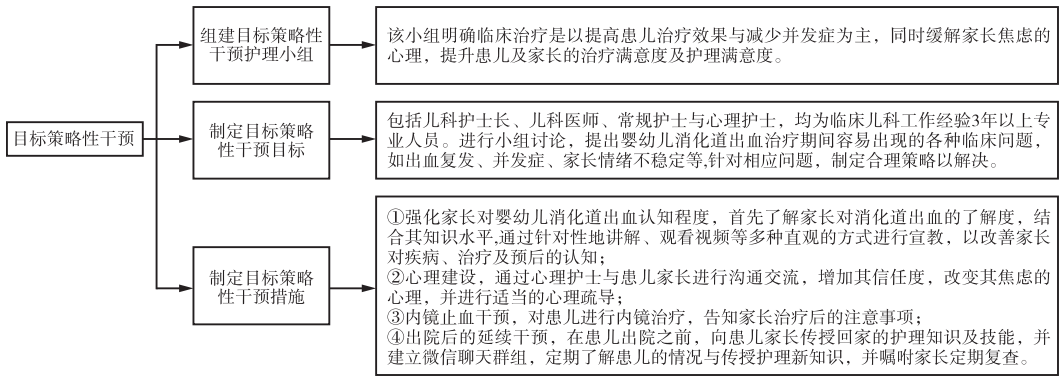 目标策略性干预
组建目标策略性
干预护理小组
该小组明确临床治疗是以提高患儿治疗效果与减少并发症为主，同时缓解家长焦虑的
心理，提升患儿及家长的治疗满意度及护理满意度。
制定目标策略
性干预目标
包括儿科护士长、儿科医师、常规护士与心理护士，均为临床儿科工作经验3年以上专
业人员。进行小组讨论，提出婴幼儿消化道出血治疗期间容易出现的各种临床问题，
如出血复发、并发症、家长情绪不稳定等,针对相应问题，制定合理策略以解决。
制定目标策略
性干预措施
①强化家长对婴幼儿消化道出血认知程度，首先了解家长对消化道出血的了解度，结
合其知识水平,通过针对性地讲解、观看视频等多种直观的方式进行宣教，以改善家长
对疾病、治疗及预后的认知；
②心理建设，通过心理护士与患儿家长进行沟通交流，增加其信任度，改变其焦虑的
心理，并进行适当的心理疏导；
③内镜止血干预，对患儿进行内镜治疗，告知家长治疗后的注意事项；
④出院后的延续干预，在患儿出院之前，向患儿家长传授回家的护理知识及技能，并
建立微信聊天群组，定期了解患儿的情况与传授护理新知识，并嘱咐家长定期复查。